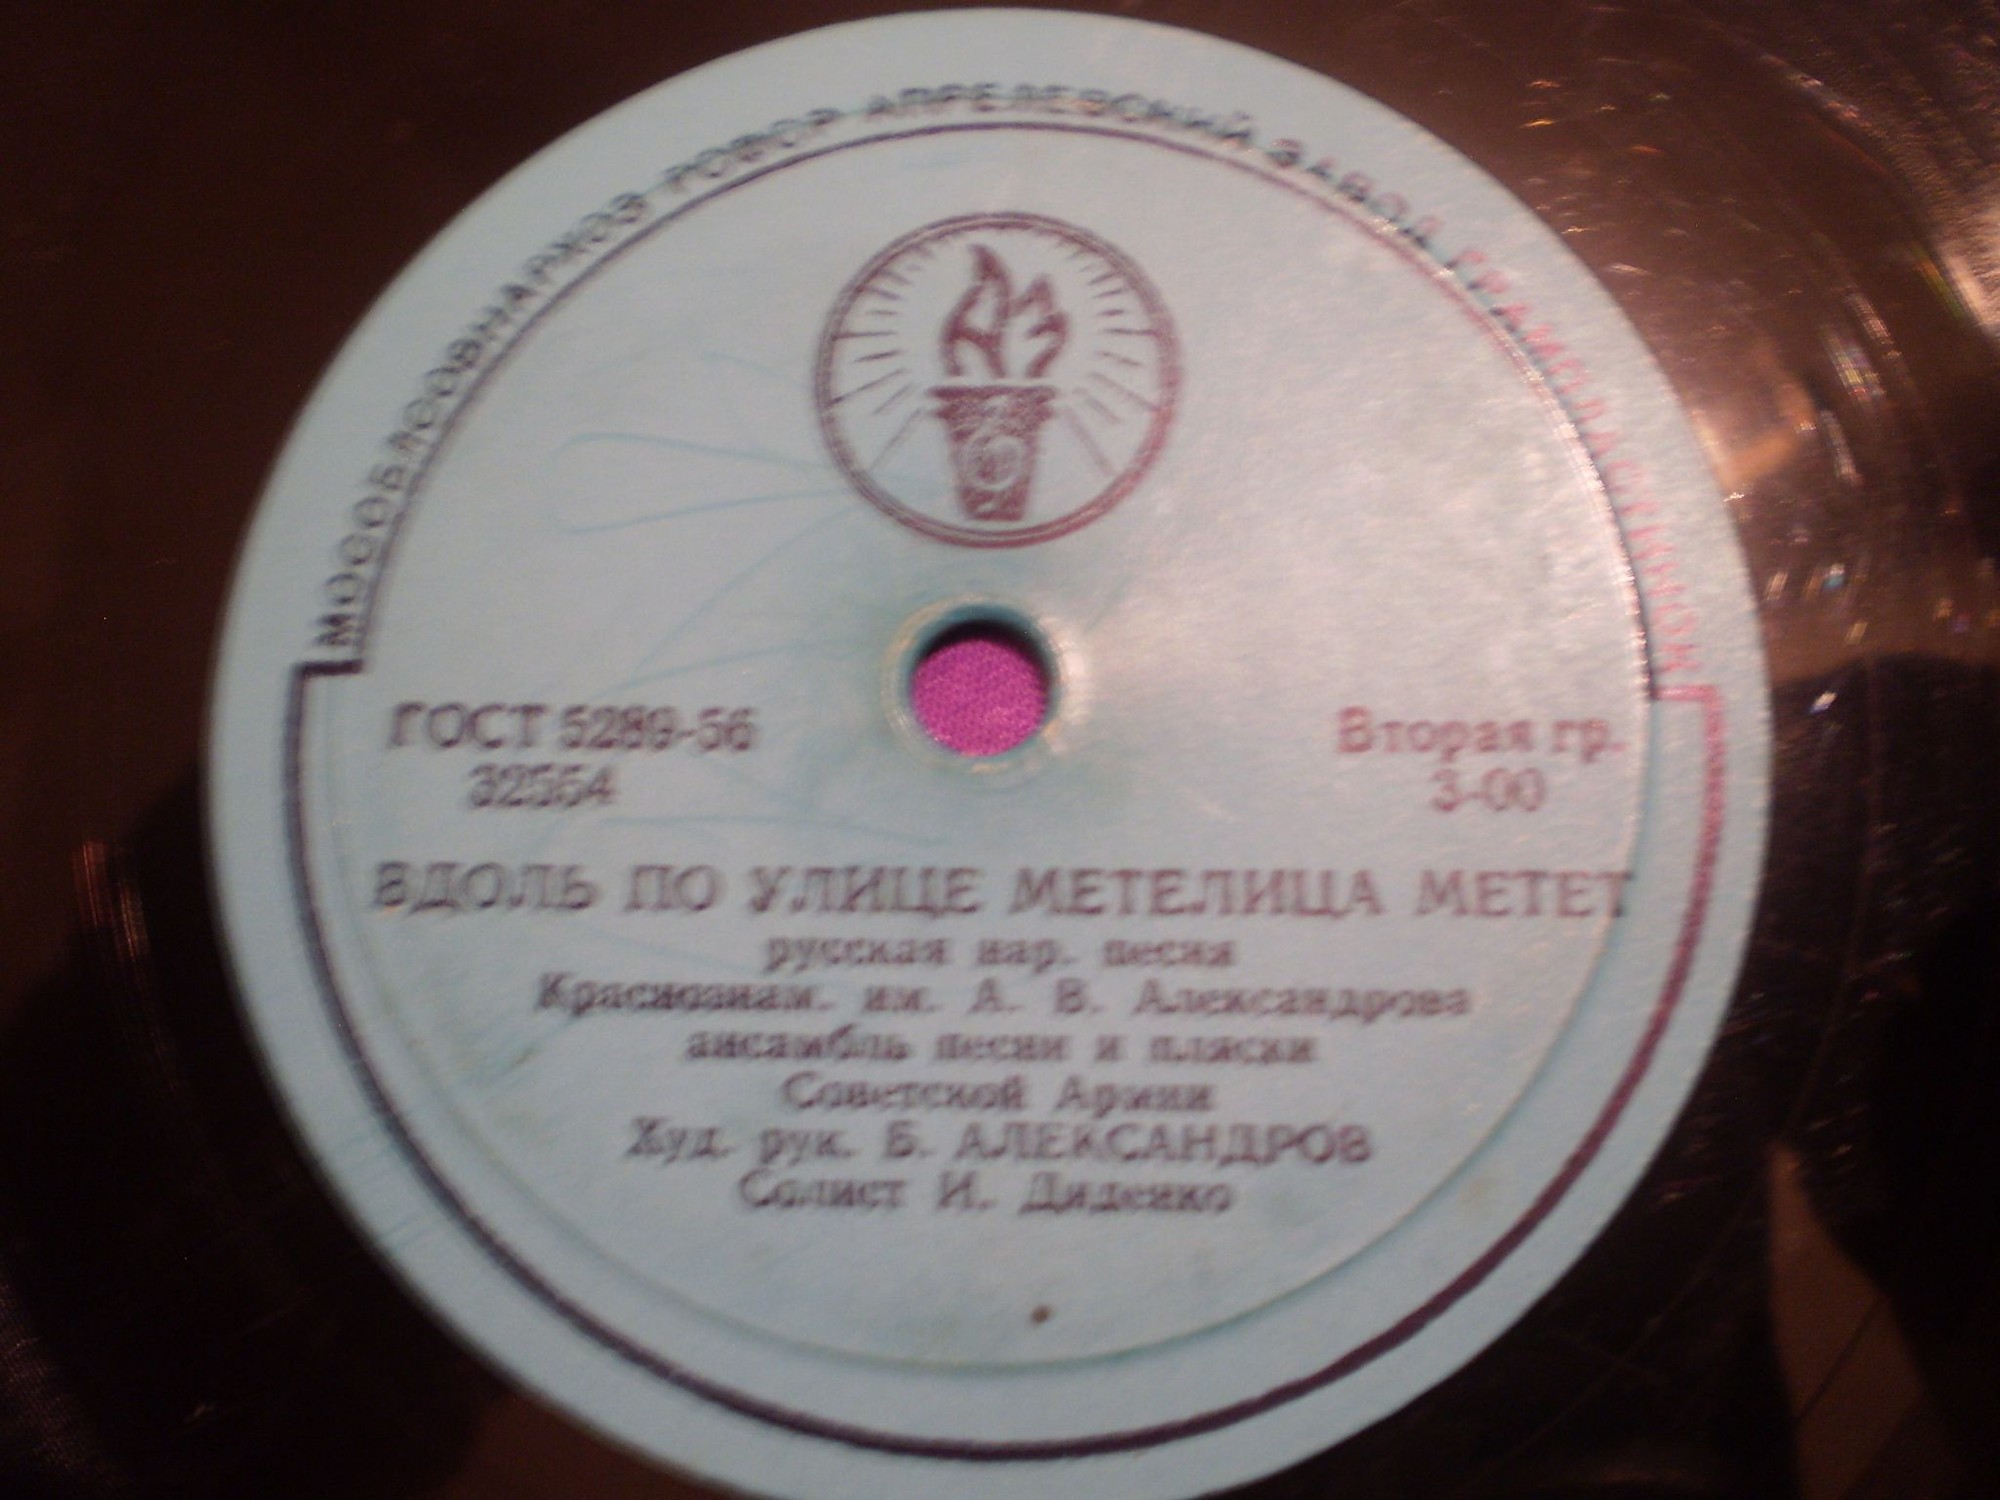 МОСОБЛСОВНАРХОЗ РСФСР АПРЕЛЕВСКИЙ ЗАВОД ГРАМПЛАСТИНОК
АЗ
ГОСТ 5289-56
32554
Вторая гр.
3-00
ВДОЛЬ ПО УЛИЦЕ МЕТЕЛИЦА МЕТЕТ
русская нар. песня
Краснознам. им. А. В. Александрова
ансамбль песни и пляски
Советской Армии
Худ. рук. Б. АЛЕКСАНДРОВ
Солист И. Диденко